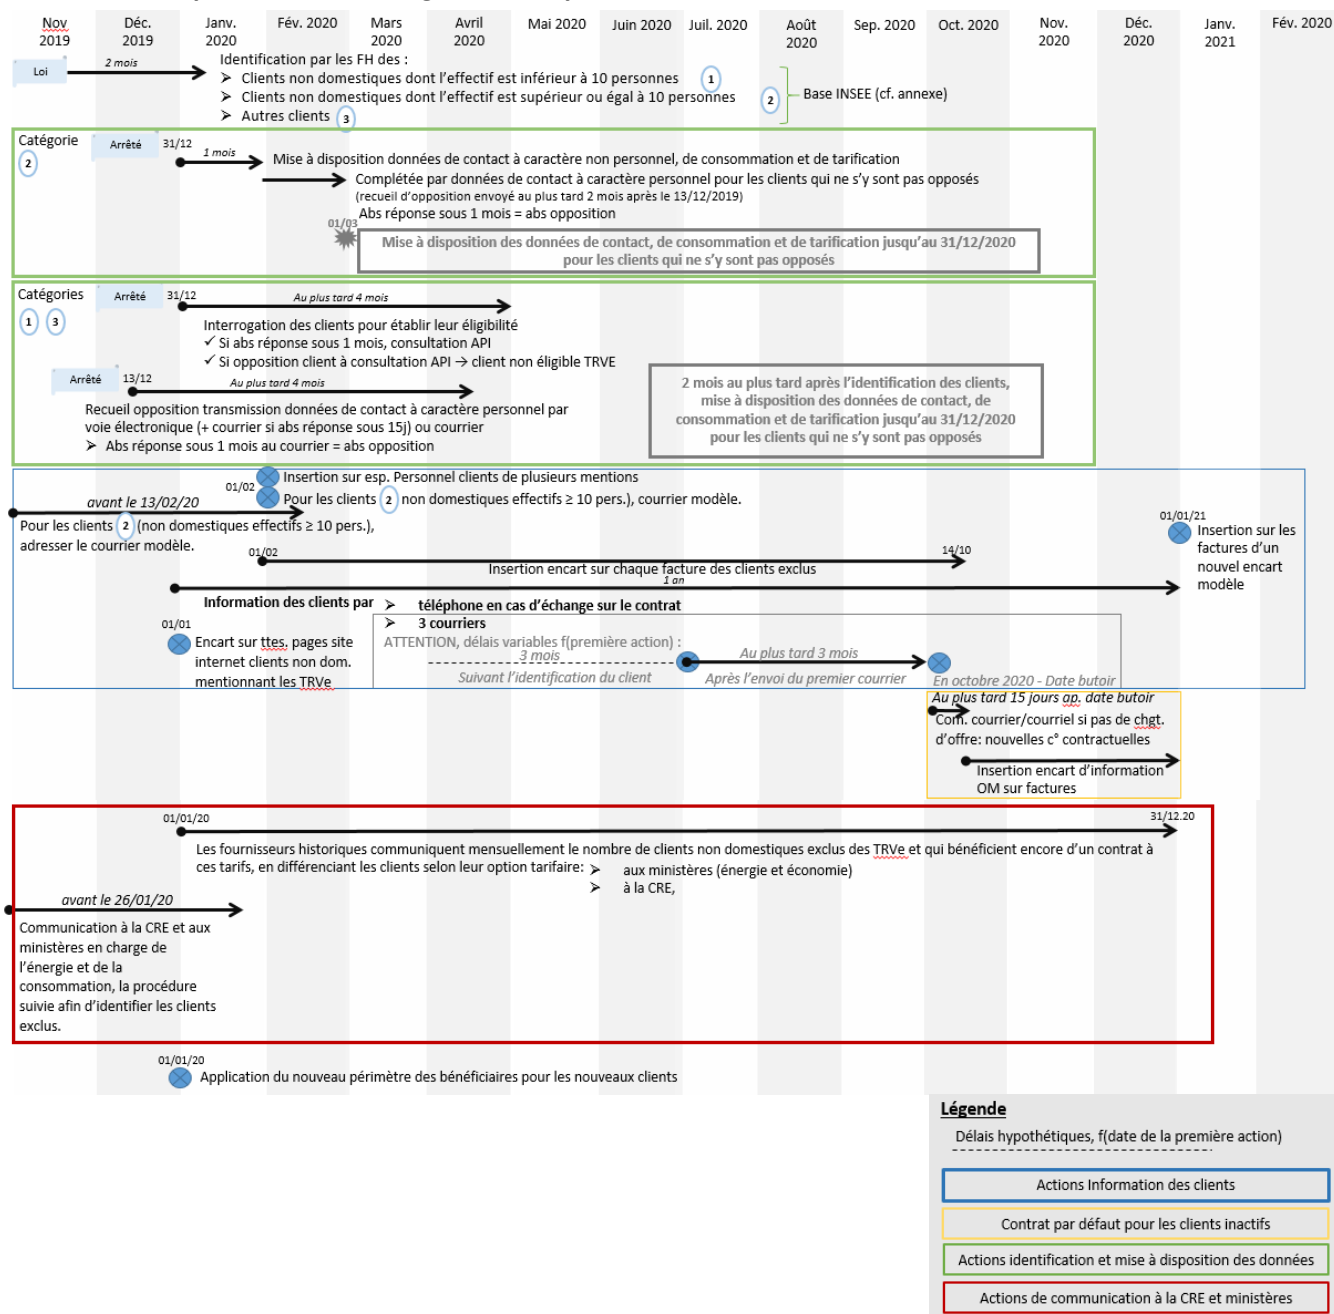 Nov 2019
Déc. 2019
Janv. 2020
Fév. 2020
Mars 2020
Avril 2020
Mai 2020
Juin 2020
Juil. 2020
Août 2020
Sep. 2020
Oct. 2020
Nov. 2020
Déc. 2020
Janv. 2021
Fév. 2020
Loi
2 mois
Identification par les FH des :
➢ Clients non domestiques dont l’effectif est inférieur à 10 personnes 1
➢ Clients non domestiques dont l’effectif est supérieur ou égal à 10 personnes 2
➢ Autres clients 3
Base INSEE (cf. annexe)
Catégorie
2
Arrêté
31/12
1 mois
Mise à disposition données de contact à caractère non personnel, de consommation et de tarification
Complétée par données de contact à caractère personnel pour les clients qui ne s’y sont pas opposés
(recueil d’opposition envoyé au plus tard 2 mois après le 13/12/2019)
Abs réponse sous 1 mois = abs opposition
01/03
Mise à disposition des données de contact, de consommation et de tarification jusqu’au 31/12/2020
pour les clients qui ne s’y sont pas opposés
Catégories
1 3
Arrêté
31/12
Au plus tard 4 mois
Interrogation des clients pour établir leur éligibilité
✓ Si abs réponse sous 1 mois, consultation API
✓ Si opposition client à consultation API → client non éligible TRVE
Arrêté
13/12
Au plus tard 4 mois
Recueil opposition transmission données de contact à caractère personnel par
voie électronique (+ courrier si abs réponse sous 15j) ou courrier
➢ Abs réponse sous 1 mois au courrier = abs opposition
2 mois au plus tard après l’identification des clients,
mise à disposition des données de contact, de
consommation et de tarification jusqu’au 31/12/2020
pour les clients qui ne s’y sont pas opposés
01/02
Insertion sur esp. Personnel clients de plusieurs mentions
Pour les clients 2 non domestiques effectifs ≥ 10 pers.), courrier modèle.
avant le 13/02/20
Pour les clients 2 (non domestiques effectifs ≥ 10 pers.),
adresser le courrier modèle.
01/01/21
Insertion sur les
factures d’un
nouvel encart
modèle
01/02
14/10
Insertion encart sur chaque facture des clients exclus
1 an
Information des clients par
➢ téléphone en cas d’échange sur le contrat
➢ 3 courriers
01/01
Encart sur ttes. pages site
internet clients non dom.
mentionnant les TRVe
ATTENTION, délais variables f(première action) :
3 mois
Suivant l’identification du client
Au plus tard 3 mois
Après l’envoi du premier courrier
En octobre 2020 - Date butoir
Au plus tard 15 jours ap. date butoir
Com. courrier/courriel si pas de chgt.
d’offre: nouvelles c° contractuelles
Insertion encart d’information
OM sur factures
01/01/20
31/12.20
Les fournisseurs historiques communiquent mensuellement le nombre de clients non domestiques exclus des TRVe et qui bénéficient encore d’un contrat à
ces tarifs, en différenciant les clients selon leur option tarifaire:
➢ aux ministères (énergie et économie)
➢ à la CRE,
avant le 26/01/20
Communication à la CRE et aux
ministères en charge de
l’énergie et de la
consommation, la procédure
suivie afin d’identifier les clients
exclus.
01/01/20
Application du nouveau périmètre des bénéficiaires pour les nouveaux clients
Légende
Délais hypothétiques, f(date de la première action)
Actions Information des clients
Contrat par défaut pour les clients inactifs
Actions identification et mise à disposition des données
Actions de communication à la CRE et ministères